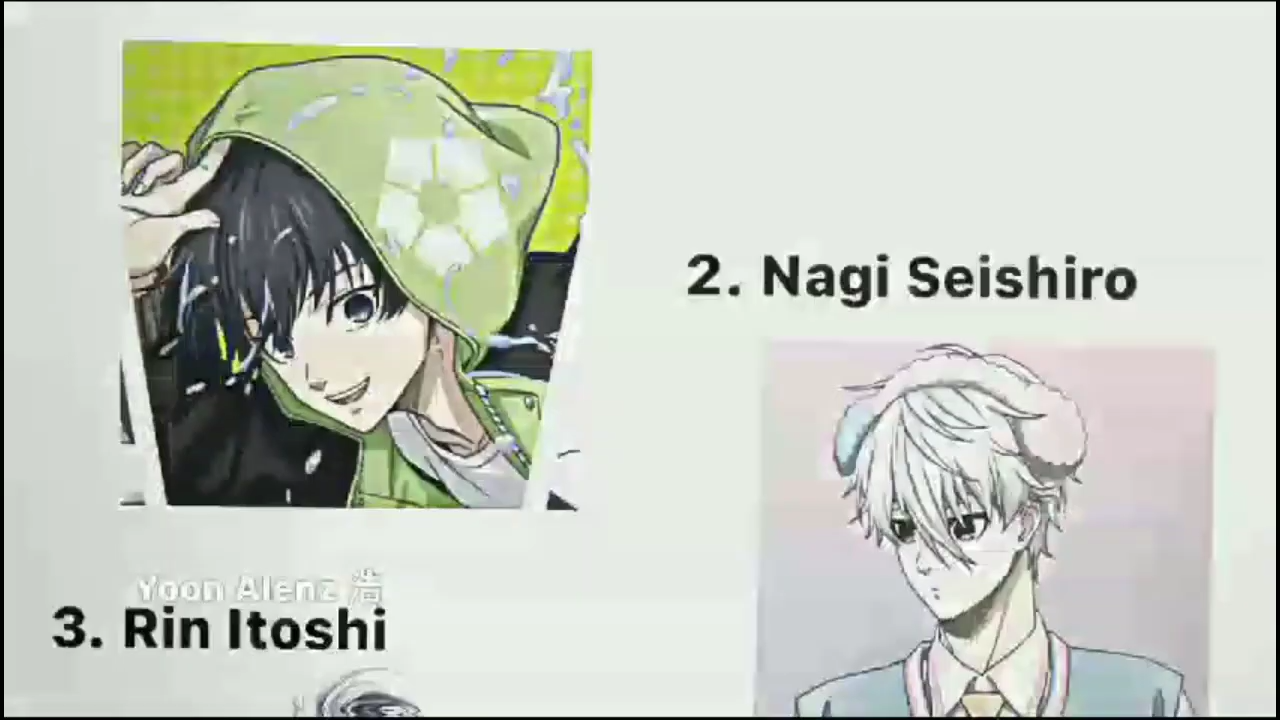 2. Nagi Seishiro
Yoon Alenz 浩
3. Rin Itoshi